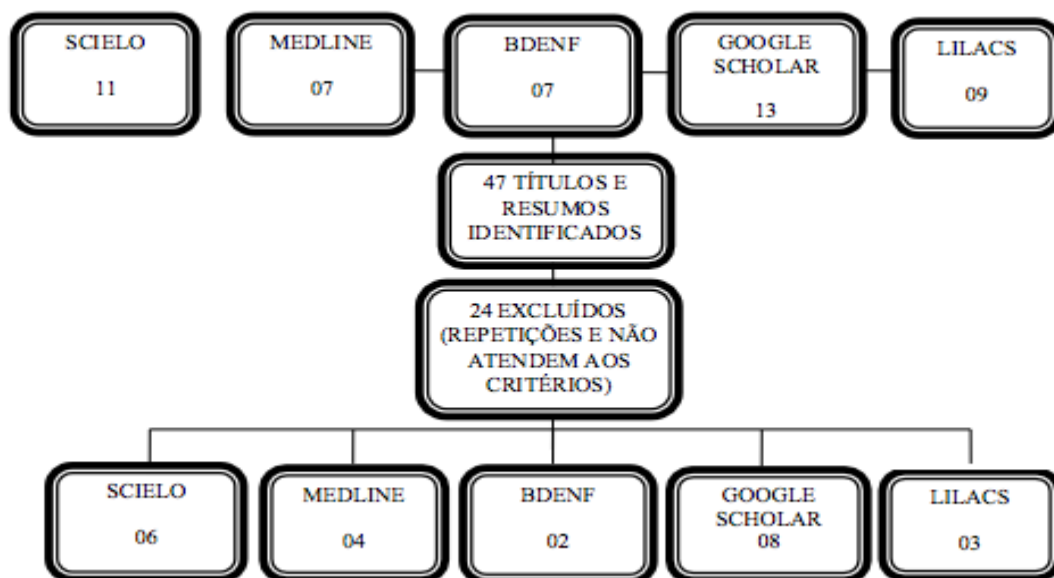 SCIELO
11
MEDLINE
07
BDENF
07
GOOGLE
SCHOLAR
13
LILACS
09
47 TÍTULOS E
RESUMOS
IDENTIFICADOS
24 EXCLUÍDOS
(REPETIÇÕES E NÃO
ATENDEM AOS
CRITÉRIOS)
SCIELO
06
MEDLINE
04
BDENF
02
GOOGLE
SCHOLAR
08
LILACS
03